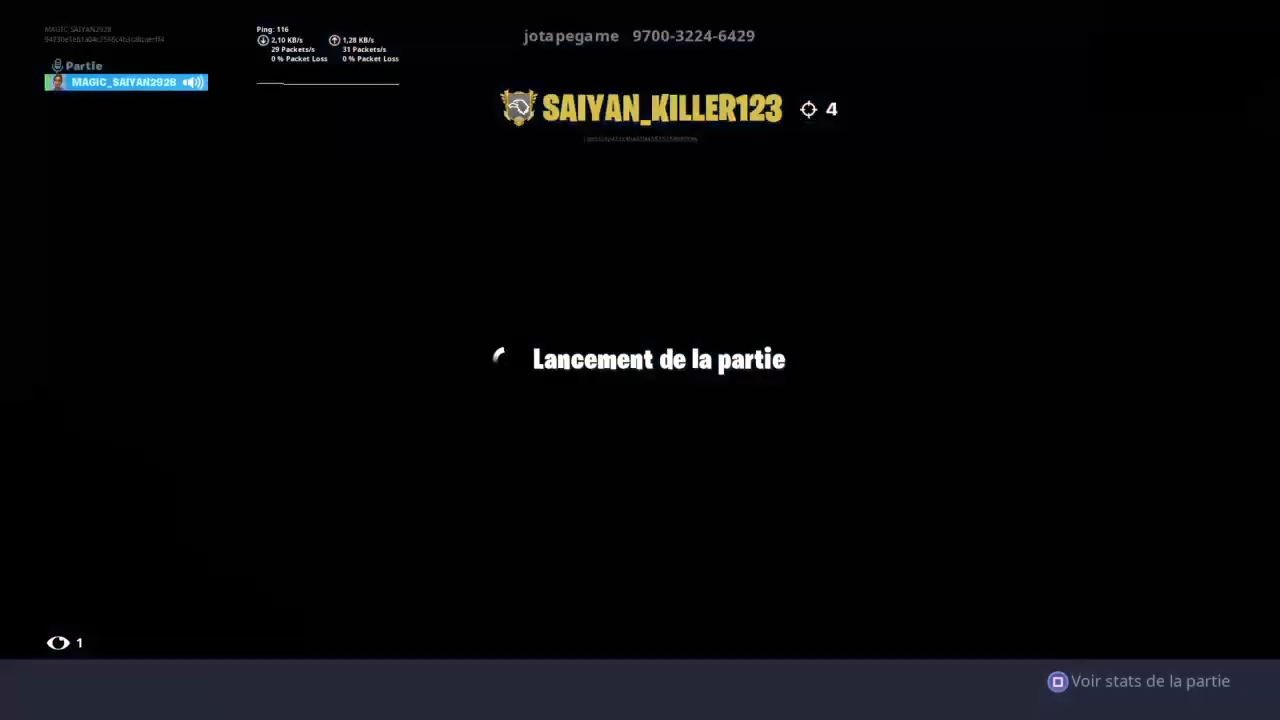 MAGIC_SAIYAN2928
Partie
MAGIC_SAIYAN2928
Ping: 116
2,10 KB/s 1,28 KB/s
29 Packets/s 31 Packets/s
0 % Packet Loss 0 % Packet Loss
jotapegame 9700-3224-6429
SAIYAN_KILLER123 4
Lancement de la partie
1
Voir stats de la partie